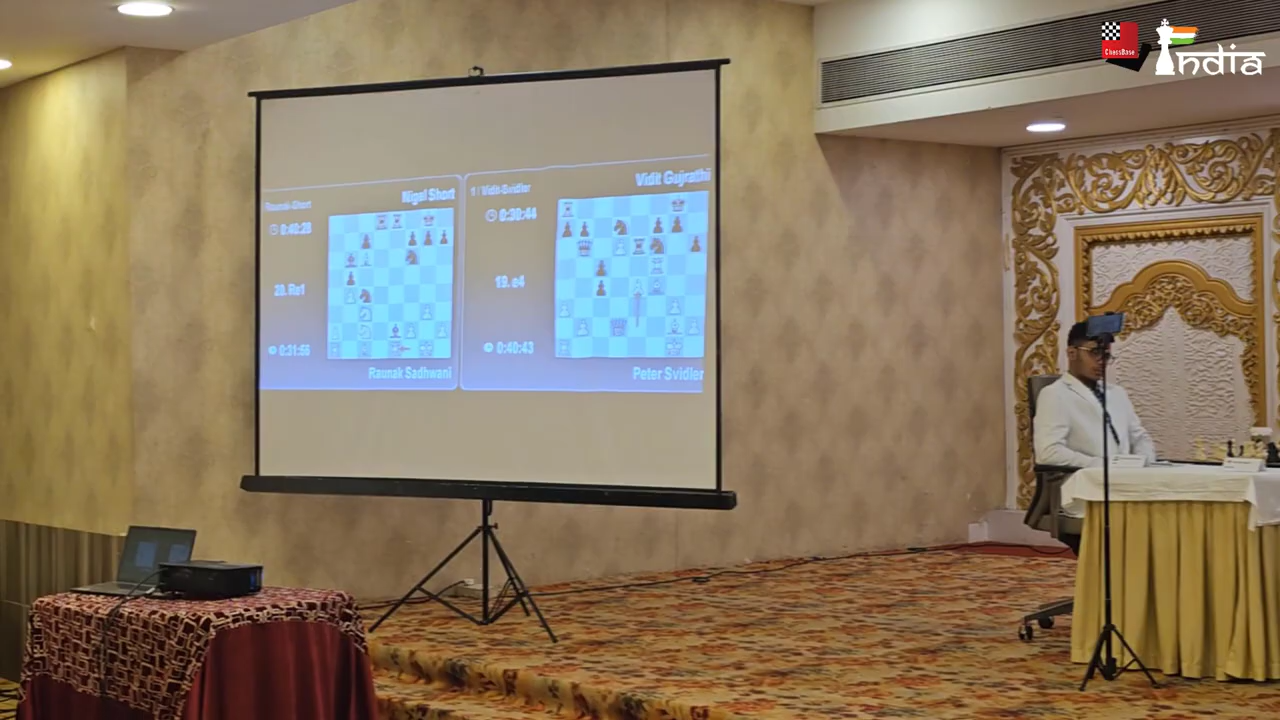 ChessBase
India
Raunak-Short
Nigel Short
0:40:28
20. Re1
0:31:56
Raunak Sadhwani
1 | Vidit-Svidler
Vidit Gujrathi
0:30:44
19. e4
0:40:43
Peter Svidler